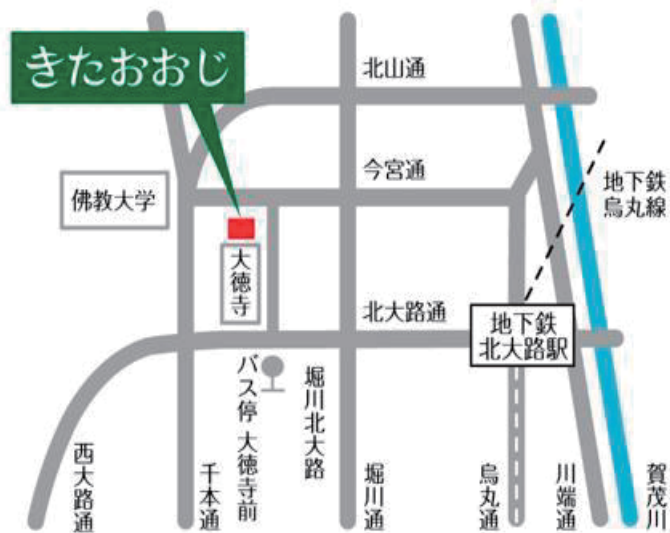 きたおおじ
北山通
佛教大学
今宮通
地下鉄
烏丸線
大徳寺
北大路通
地下鉄
北大路駅
バス停 大徳寺前
堀川北大路
西大路通
千本通
堀川通
烏丸通
川端通
賀茂川